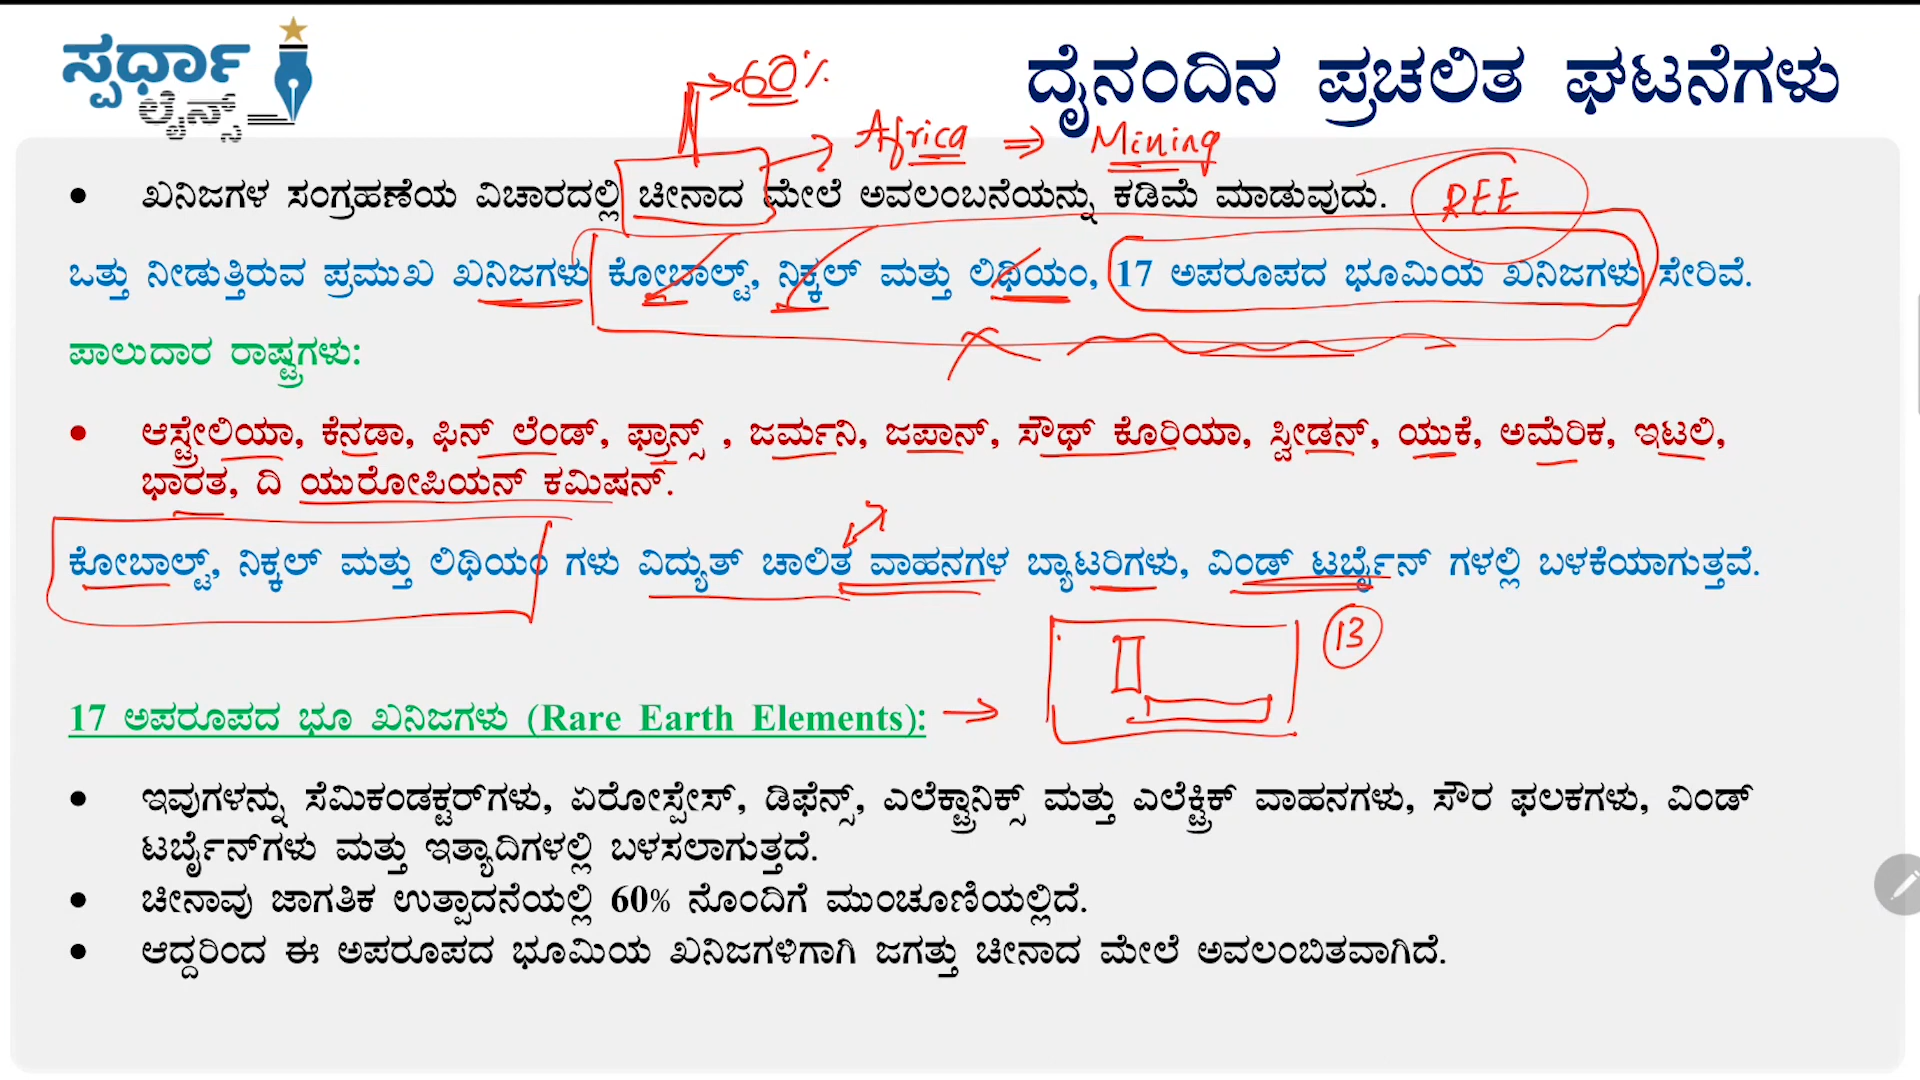 ಸ್ಪರ್ಧಾ
ಲೈನ್ಸ್
ದೈನಂದಿನ ಪ್ರಚಲಿತ ಘಟನೆಗಳು
60%
Africa ⇒ Mining
• ಖನಿಜಗಳ ಸಂಗ್ರಹಣೆಯ ವಿಚಾರದಲ್ಲಿ ಚೀನಾದ ಮೇಲೆ ಅವಲಂಬನೆಯನ್ನು ಕಡಿಮೆ ಮಾಡುವುದು.
REE
ಒತ್ತು ನೀಡುತ್ತಿರುವ ಪ್ರಮುಖ ಖನಿಜಗಳು ಕೋಬಾಲ್ಟ್, ನಿಕ್ಕಲ್ ಮತ್ತು ಲಿಥಿಯಂ, 17 ಅಪರೂಪದ ಭೂಮಿಯ ಖನಿಜಗಳು ಸೇರಿವೆ.
ಪಾಲುದಾರ ರಾಷ್ಟ್ರಗಳು:
• ಆಸ್ಟ್ರೇಲಿಯಾ, ಕೆನಡಾ, ಫಿನ್ ಲೆಂಡ್, ಫ್ರಾನ್ಸ್ , ಜರ್ಮನಿ, ಜಪಾನ್, ಸೌಥ್ ಕೊರಿಯಾ, ಸ್ವೀಡನ್, ಯುಕೆ, ಅಮೆರಿಕ, ಇಟಲಿ,
ಭಾರತ, ದಿ ಯುರೋಪಿಯನ್ ಕಮಿಷನ್.
ಕೋಬಾಲ್ಟ್, ನಿಕ್ಕಲ್ ಮತ್ತು ಲಿಥಿಯಂ ಗಳು ವಿದ್ಯುತ್ ಚಾಲಿತ ವಾಹನಗಳ ಬ್ಯಾಟರಿಗಳು, ವಿಂಡ್ ಟರ್ಬೈನ್ ಗಳಲ್ಲಿ ಬಳಕೆಯಾಗುತ್ತವೆ.
13
17 ಅಪರೂಪದ ಭೂ ಖನಿಜಗಳು (Rare Earth Elements):
• ಇವುಗಳನ್ನು ಸೆಮಿಕಂಡಕ್ಟರ್‌ಗಳು, ಏರೋಸ್ಪೇಸ್, ಡಿಫೆನ್ಸ್, ಎಲೆಕ್ಟ್ರಾನಿಕ್ಸ್ ಮತ್ತು ಎಲೆಕ್ಟ್ರಿಕ್ ವಾಹನಗಳು, ಸೌರ ಫಲಕಗಳು, ವಿಂಡ್
ಟರ್ಬೈನ್‌ಗಳು ಮತ್ತು ಇತ್ಯಾದಿಗಳಲ್ಲಿ ಬಳಸಲಾಗುತ್ತದೆ.
• ಚೀನಾವು ಜಾಗತಿಕ ಉತ್ಪಾದನೆಯಲ್ಲಿ 60% ನೊಂದಿಗೆ ಮುಂಚೂಣಿಯಲ್ಲಿದೆ.
• ಆದ್ದರಿಂದ ಈ ಅಪರೂಪದ ಭೂಮಿಯ ಖನಿಜಗಳಿಗಾಗಿ ಜಗತ್ತು ಚೀನಾದ ಮೇಲೆ ಅವಲಂಬಿತವಾಗಿದೆ.